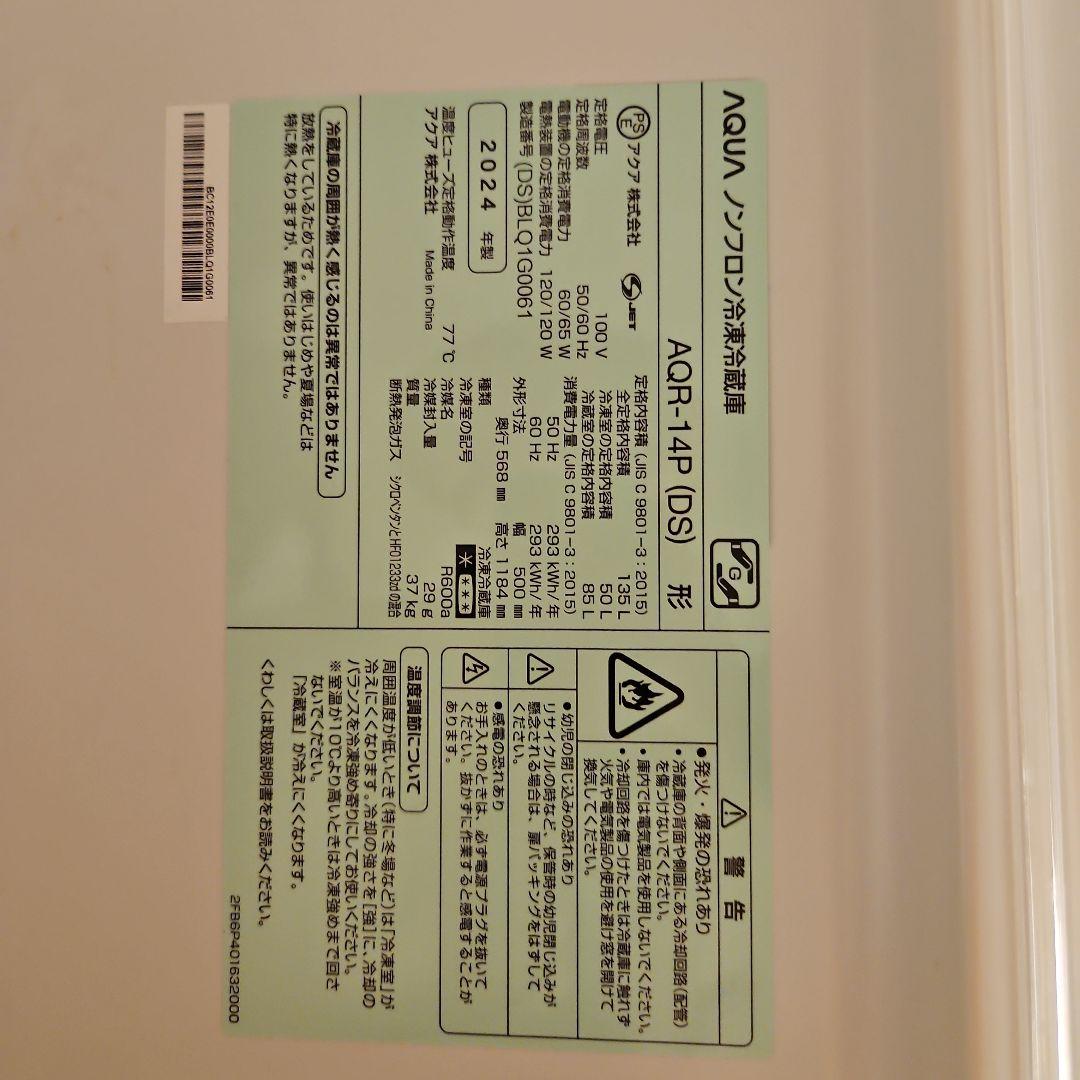 AQUA ノンフロン冷凍冷蔵庫
G
AQR-14P (DS) 形
PS E アクア 株式会社
S JET
定格電圧 100 V
定格周波数 50/60 Hz
電動機の定格消費電力 60/65 W
電熱装置の定格消費電力 120/120 W
製造番号 (DS)BLQ1G0061
2024 年製
温度ヒューズ定格動作温度 77 ℃
アクア 株式会社 Made in China
定格内容積 (JIS C 9801-3 : 2015)
全定格内容積 135 L
冷凍室の定格内容積 50 L
冷蔵室の定格内容積 85 L
消費電力量 (JIS C 9801-3 : 2015)
50 Hz 293 kWh/年
60 Hz 293 kWh/年
外形寸法 幅 500 ㎜
奥行 568 ㎜ 高さ 1184 ㎜
種類 冷凍冷蔵庫
冷凍室の記号 ****
冷媒名 R600a
冷媒封入量 29 g
質量 37 kg
断熱発泡ガス シクロペンタンとHFO1233zdの混合
冷蔵庫の周囲が熱く感じるのは異常ではありません
放熱をしているためです。使いはじめや夏場などは
特に熱くなりますが、異常ではありません。
BC12E0E0009BLQ1G0061
警告
●発火・爆発の恐れあり
・冷蔵庫の背面や側面にある冷却回路(配管)
を傷つけないでください。
・庫内では電気製品を使用しないでください。
・冷却回路を傷つけたときは冷蔵庫に触れず
火気や電気製品の使用を避け窓を開けて
換気してください。
●幼児の閉じ込みの恐れあり
リサイクルの時など、保管時の幼児閉じ込みが
懸念される場合は、扉パッキングをはずして
ください。
●感電の恐れあり
お手入れのときは、必ず電源プラグを抜いて
ください。抜かずに作業すると感電することが
あります。
温度調節について
周囲温度が低いとき(特に冬場など)は「冷凍室」が
冷えにくくなります。冷却の強さを[強]に、冷却の
バランスを冷凍強め寄りにしてお使いください。
※室温が10℃より高いときは冷凍強めまで回さ
ないでください。
「冷蔵室」が冷えにくくなります。
くわしくは取扱説明書をお読みください。
2FB6P401632000